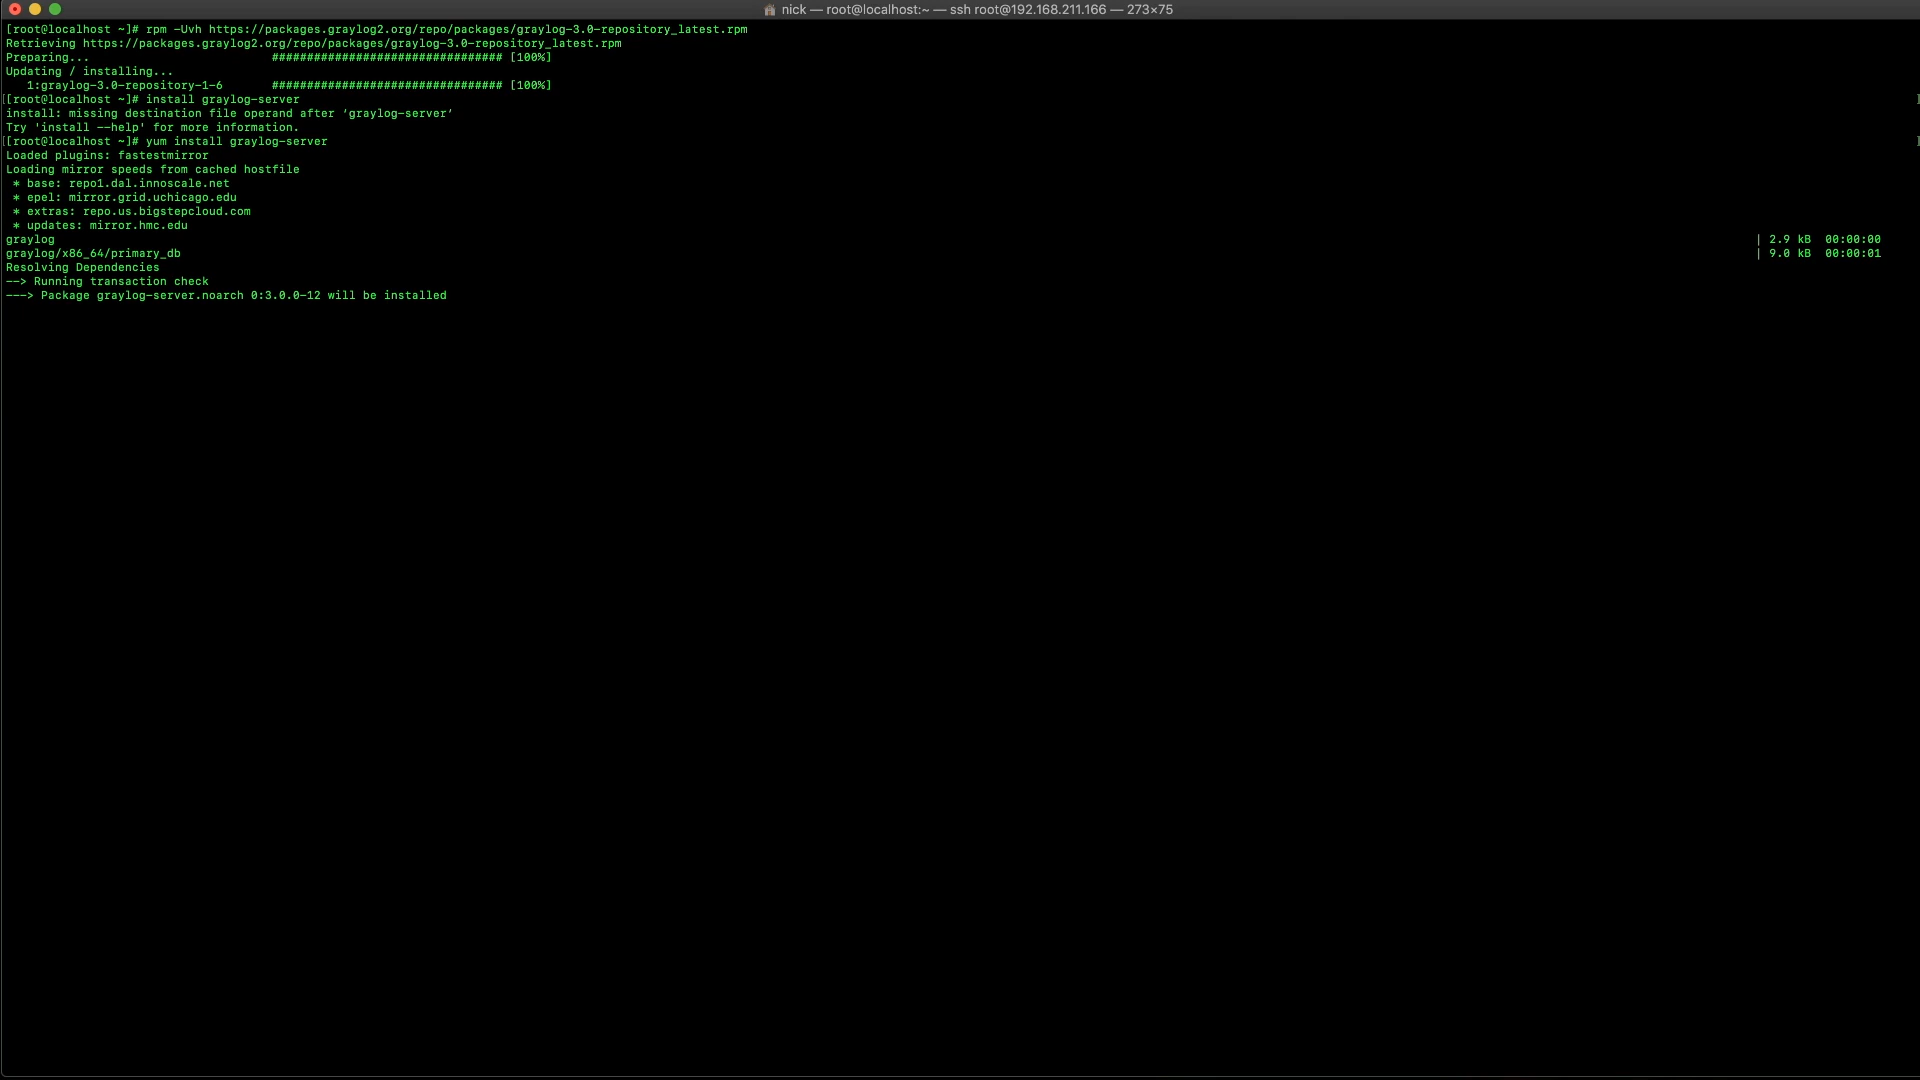 nick — root@localhost:~ — ssh root@192.168.211.166 — 273×75
[root@localhost ~]# rpm -Uvh https://packages.graylog2.org/repo/packages/graylog-3.0-repository_latest.rpm
Retrieving https://packages.graylog2.org/repo/packages/graylog-3.0-repository_latest.rpm
Preparing...                          ################################# [100%]
Updating / installing...
   1:graylog-3.0-repository-1-6       ################################# [100%]
[[root@localhost ~]# install graylog-server ]
install: missing destination file operand after ‘graylog-server’
Try 'install --help' for more information.
[[root@localhost ~]# yum install graylog-server ]
Loaded plugins: fastestmirror
Loading mirror speeds from cached hostfile
 * base: repo1.dal.innoscale.net
 * epel: mirror.grid.uchicago.edu
 * extras: repo.us.bigstepcloud.com
 * updates: mirror.hmc.edu
graylog | 2.9 kB  00:00:00
graylog/x86_64/primary_db | 9.0 kB  00:00:01
Resolving Dependencies
--> Running transaction check
---> Package graylog-server.noarch 0:3.0.0-12 will be installed